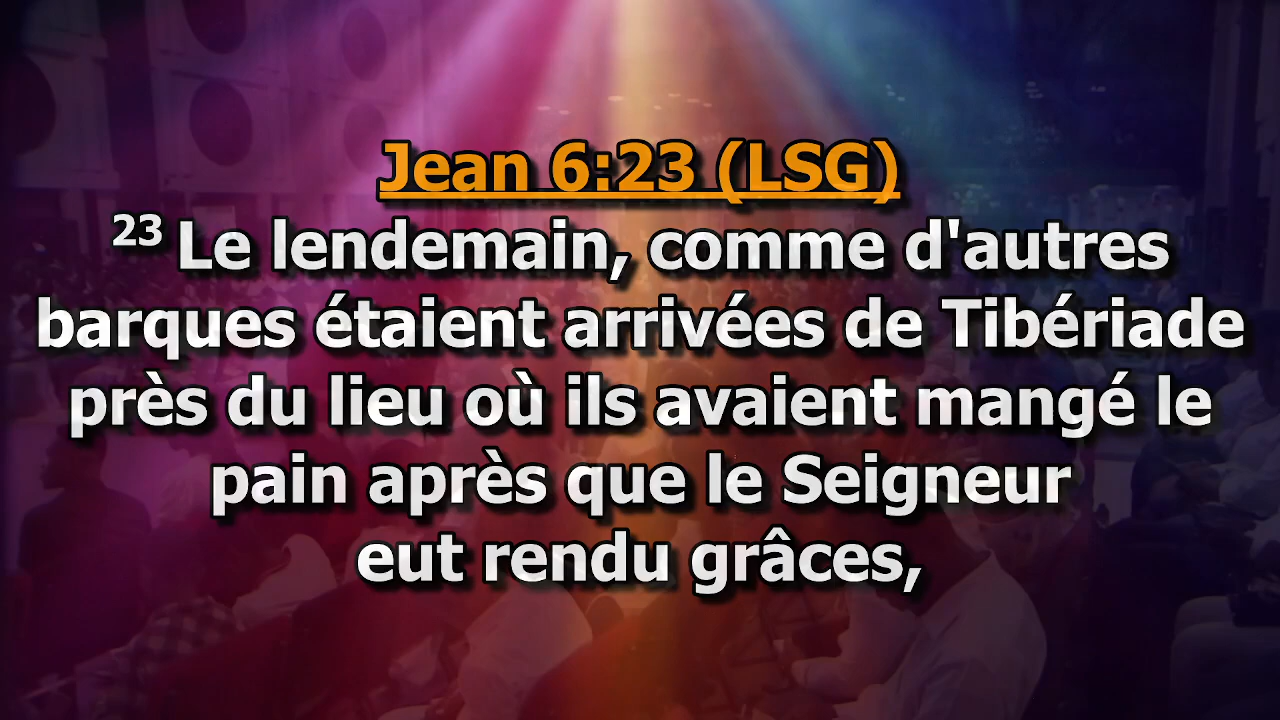 Jean 6:23 (LSG)
23 Le lendemain, comme d'autres
barques étaient arrivées de Tibériade
près du lieu où ils avaient mangé le
pain après que le Seigneur
eut rendu grâces,